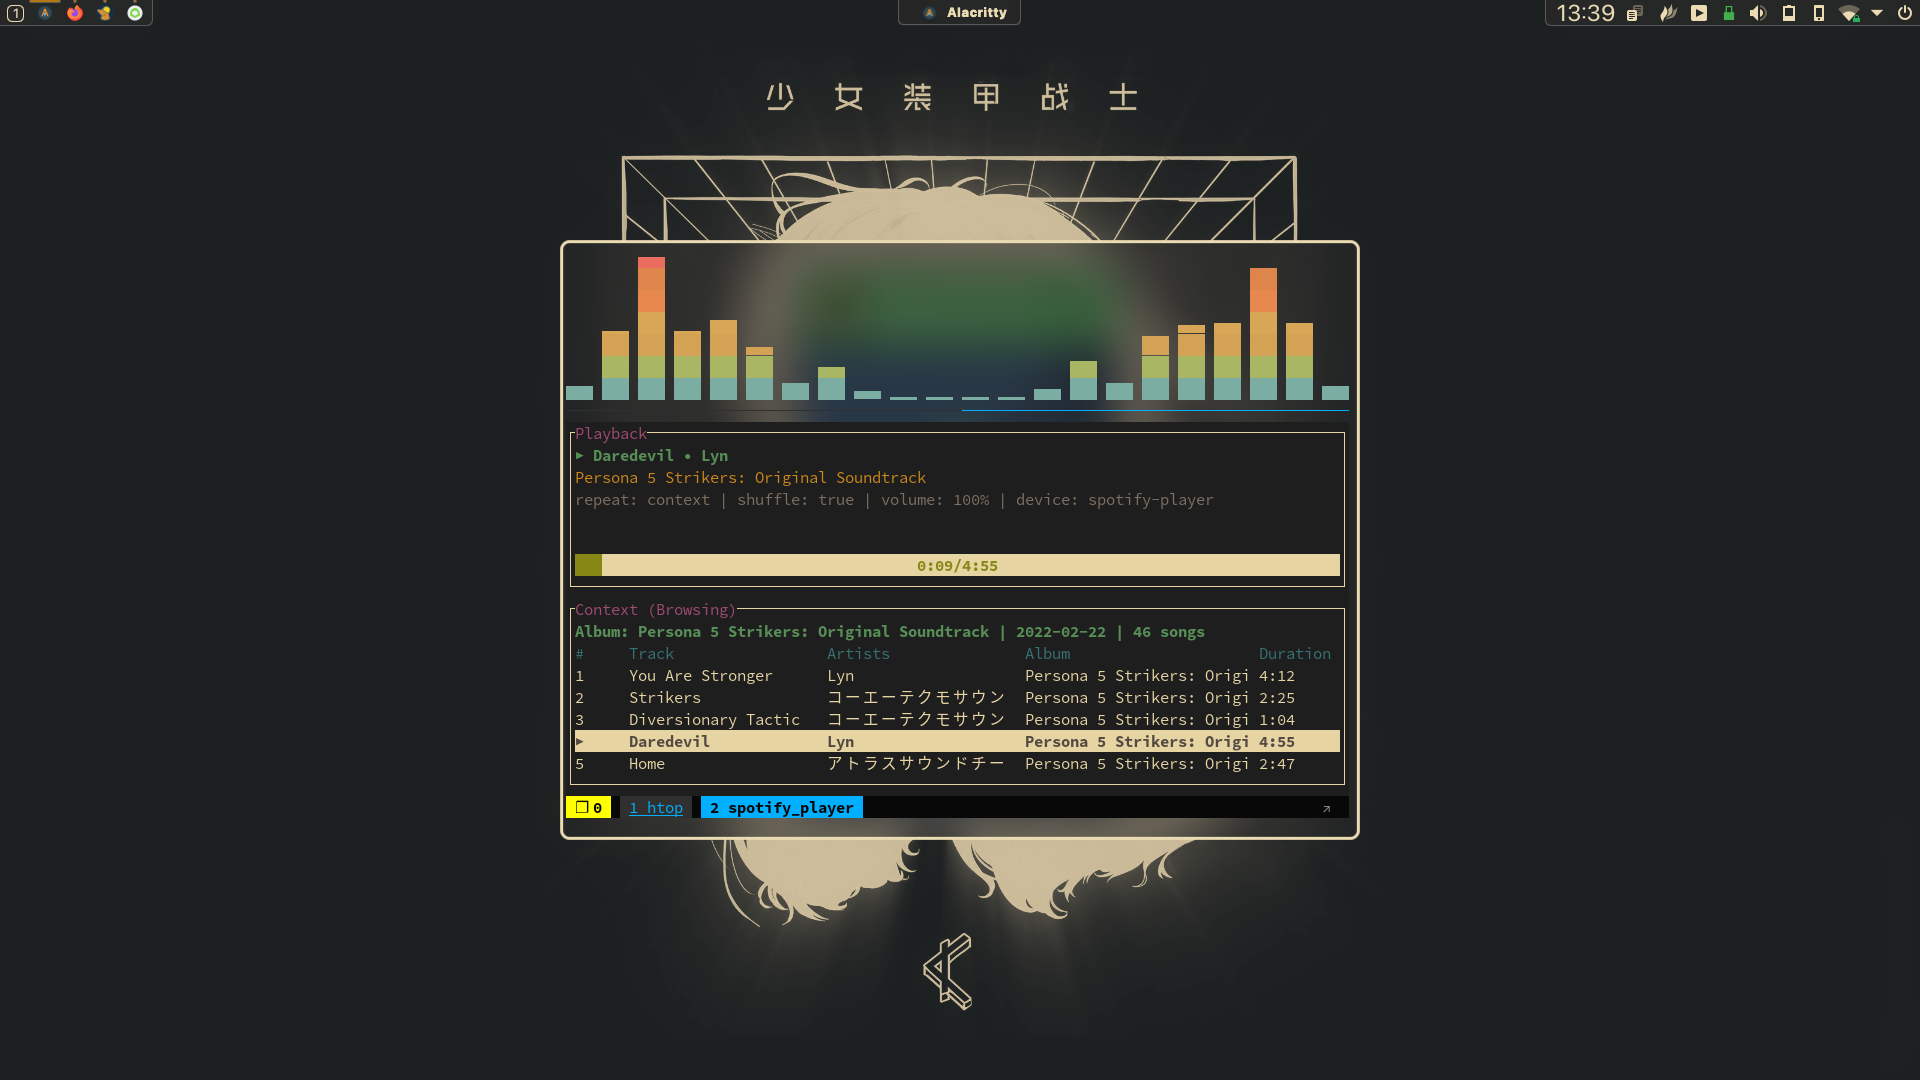 1
Alacritty
13:39
少女装甲战士
Playback
▶ Daredevil • Lyn
Persona 5 Strikers: Original Soundtrack
repeat: context | shuffle: true | volume: 100% | device: spotify-player
0:09/4:55
Context (Browsing)
Album: Persona 5 Strikers: Original Soundtrack | 2022-02-22 | 46 songs
# Track Artists Album Duration
1 You Are Stronger Lyn Persona 5 Strikers: Origi 4:12
2 Strikers コーエーテクモサウン Persona 5 Strikers: Origi 2:25
3 Diversionary Tactic コーエーテクモサウン Persona 5 Strikers: Origi 1:04
▶ Daredevil Lyn Persona 5 Strikers: Origi 4:55
5 Home アトラスサウンドチー Persona 5 Strikers: Origi 2:47
❐ 0 1 htop 2 spotify_player ↗